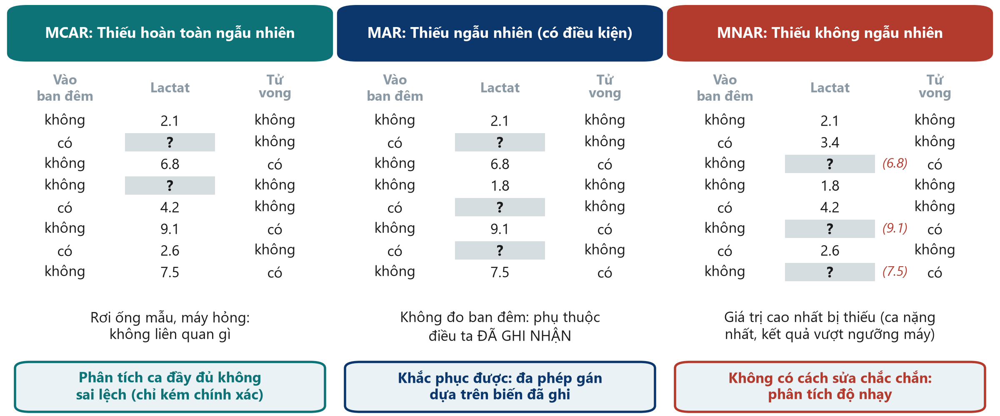 MCAR: Thiếu hoàn toàn ngẫu nhiên
Vào
ban đêm
Lactat
Tử
vong
không 2.1 không
có ? không
không 6.8 có
không ? không
có 4.2 không
không 9.1 có
có 2.6 không
không 7.5 có
Rơi ống mẫu, máy hỏng:
không liên quan gì
Phân tích ca đầy đủ không
sai lệch (chỉ kém chính xác)
MAR: Thiếu ngẫu nhiên (có điều kiện)
Vào
ban đêm
Lactat
Tử
vong
không 2.1 không
có ? không
không 6.8 có
không 1.8 không
có ? không
không 9.1 có
có ? không
không 7.5 có
Không đo ban đêm: phụ thuộc
điều ta ĐÃ GHI NHẬN
Khắc phục được: đa phép gán
dựa trên biến đã ghi
MNAR: Thiếu không ngẫu nhiên
Vào
ban đêm
Lactat
Tử
vong
không 2.1 không
có 3.4 không
không ? (6.8) có
không 1.8 không
có 4.2 không
không ? (9.1) có
có 2.6 không
không ? (7.5) có
Giá trị cao nhất bị thiếu (ca nặng
nhất, kết quả vượt ngưỡng máy)
Không có cách sửa chắc chắn:
phân tích độ nhạy